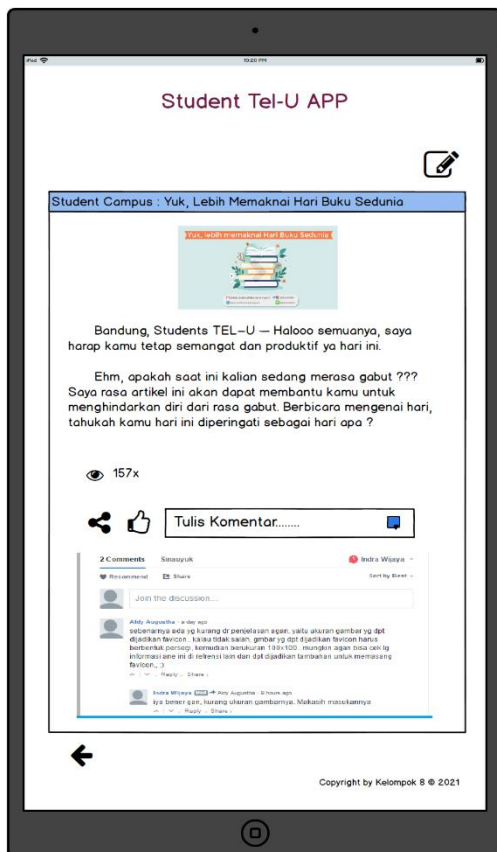 iPad
10:20 PM
Student Tel-U APP
Student Campus : Yuk, Lebih Memaknai Hari Buku Sedunia
Yuk, lebih memaknai Hari Buku Sedunia
Bandung, Students TEL-U — Halooo semuanya, saya
harap kamu tetap semangat dan produktif ya hari ini.
Ehm, apakah saat ini kalian sedang merasa gabut ???
Saya rasa artikel ini akan dapat membantu kamu untuk
menghindarkan diri dari rasa gabut. Berbicara mengenai hari,
tahukah kamu hari ini diperingati sebagai hari apa ?
157x
Tulis Komentar........
2 Comments Sinauyuk Indra Wijaya
Recommend Share Sort by Best
Join the discussion...
Aldy Augustha • a day ago
sebenarnya ada yg kurang dr penjelasan agan, yaitu ukuran gambar yg dpt
dijadikan favicon.. kalau tidak salah, gambar yg dpt dijadikan favicon harus
berbentuk persegi, kemudian berukuran 100x100. mungkin agan bisa cek lg
informasi ane ini di refrensi lain dan dpt dijadikan tambahan untuk memasang
favicon,, :)
Reply • Share ›
Indra Wijaya Aldy Augustha • 9 hours ago
iya bener gan, kurang ukuran gambarnya. Makasih masukannya
Reply • Share ›
Copyright by Kelompok 8 © 2021